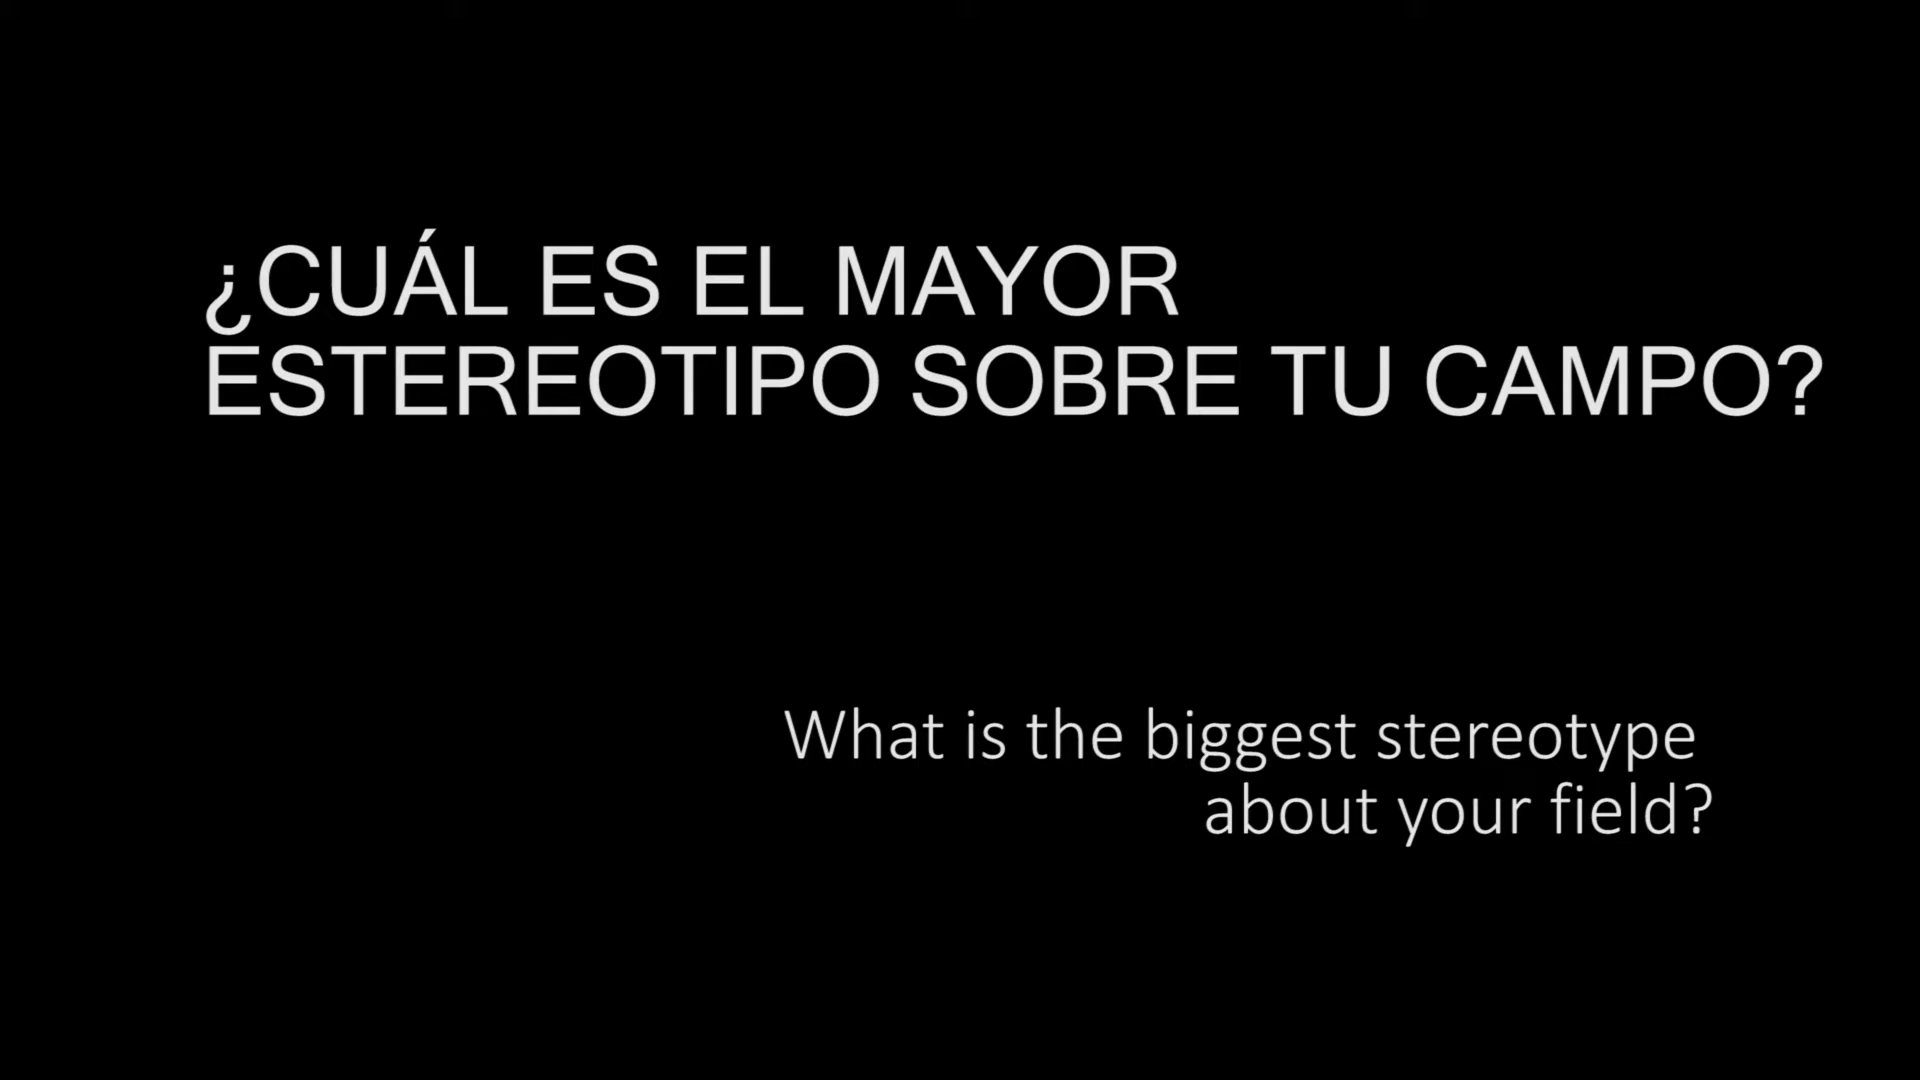 ¿CUÁL ES EL MAYOR
ESTEREOTIPO SOBRE TU CAMPO?
What is the biggest stereotype
about your field?